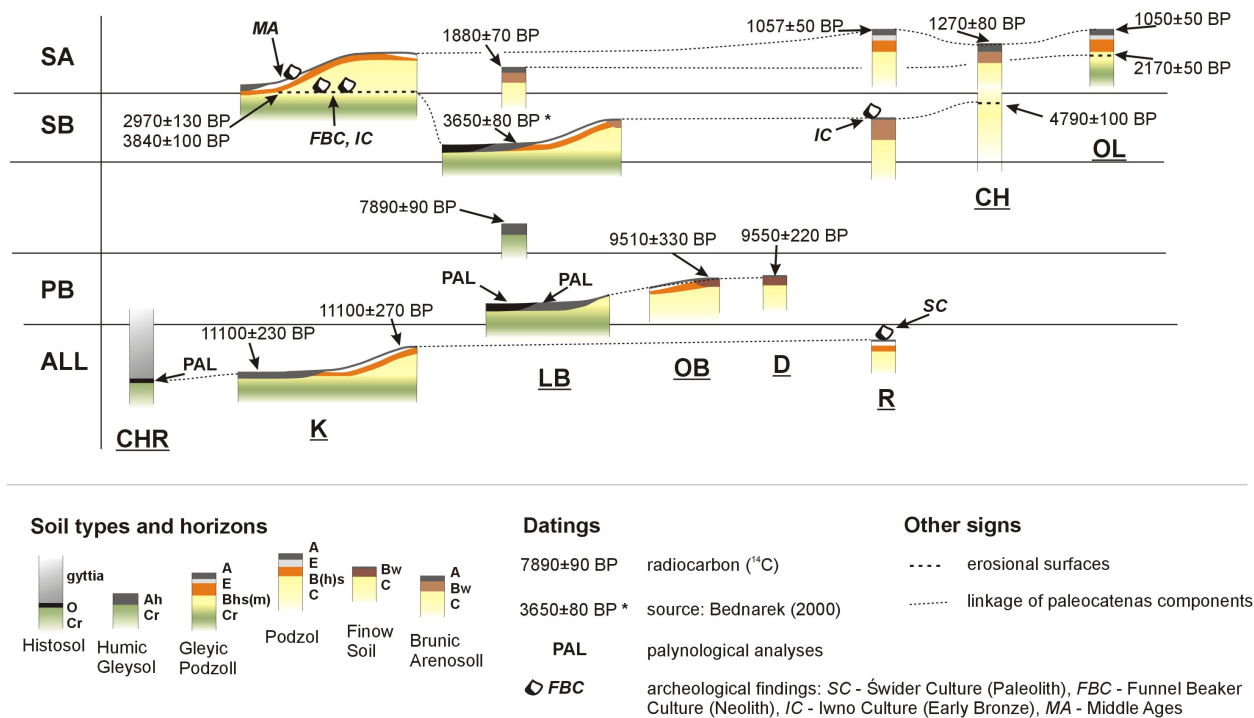 SA
MA
1880±70 BP
1057±50 BP
1270±80 BP
1050±50 BP
2170±50 BP
SB
2970±130 BP
3840±100 BP
FBC, IC
3650±80 BP *
IC
4790±100 BP
OL
CH
7890±90 BP
PB
PAL
PAL
9510±330 BP
9550±220 BP
SC
ALL
PAL
11100±230 BP
11100±270 BP
LB
OB
D
R
CHR
K
Soil types and horizons
gyttia
O
Cr
Histosol
Ah
Cr
Humic
Gleysol
A
E
Bhs(m)
Cr
Gleyic
Podzoll
A
E
B(h)s
C
Podzol
Bw
C
Finow
Soil
A
Bw
C
Brunic
Arenosoll
Datings
7890±90 BP radiocarbon (¹⁴C)
3650±80 BP * source: Bednarek (2000)
PAL palynological analyses
FBC archeological findings: SC - Świder Culture (Paleolith), FBC - Funnel Beaker
Culture (Neolith), IC - Iwno Culture (Early Bronze), MA - Middle Ages
Other signs
erosional surfaces
linkage of paleocatenas components